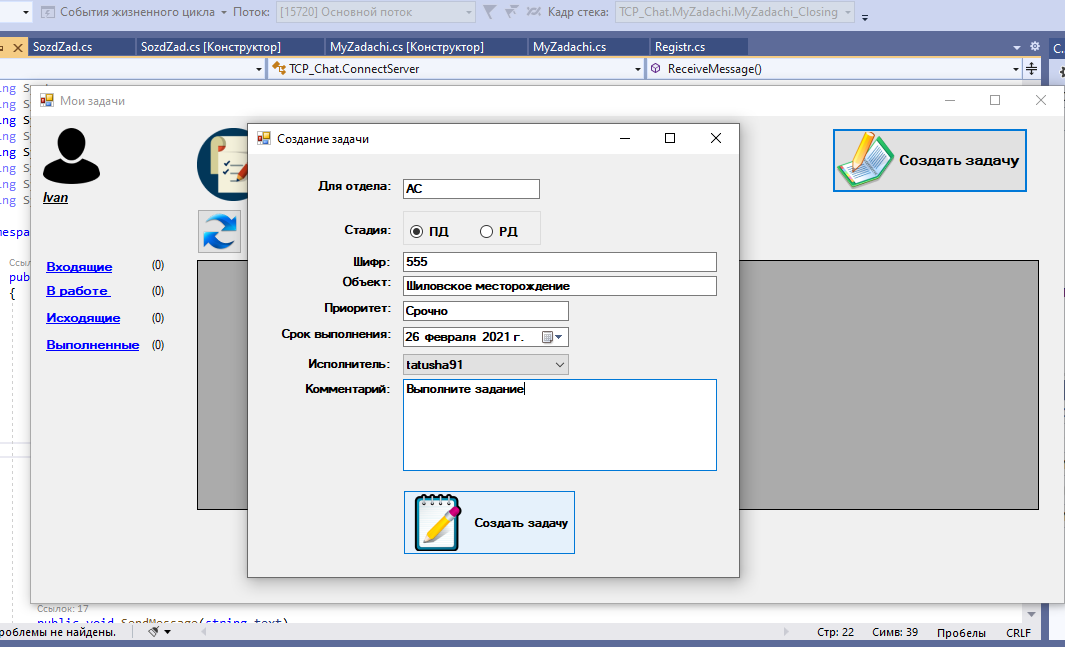 События жизненного цикла Поток: [15720] Основной поток Кадр стека: TCP_Chat.MyZadachi.MyZadachi_Closing
SozdZad.cs SozdZad.cs [Конструктор] MyZadachi.cs [Конструктор] MyZadachi.cs Registr.cs
TCP_Chat.ConnectServer ReceiveMessage()
Мои задачи
Создание задачи
Создать задачу
Ivan
Для отдела: АС
Стадия: ПД РД
Шифр: 555
Объект: Шиловское месторождение
Приоритет: Срочно
Срок выполнения: 26 февраля 2021 г.
Исполнитель: tatusha91
Комментарий: Выполните задание
Создать задачу
Входящие (0)
В работе (0)
Исходящие (0)
Выполненные (0)
pub
{
Ссылок: 17
public void SendMessage(string text)
роблемы не найдены. Стр: 22 Симв: 39 Пробелы CRLF